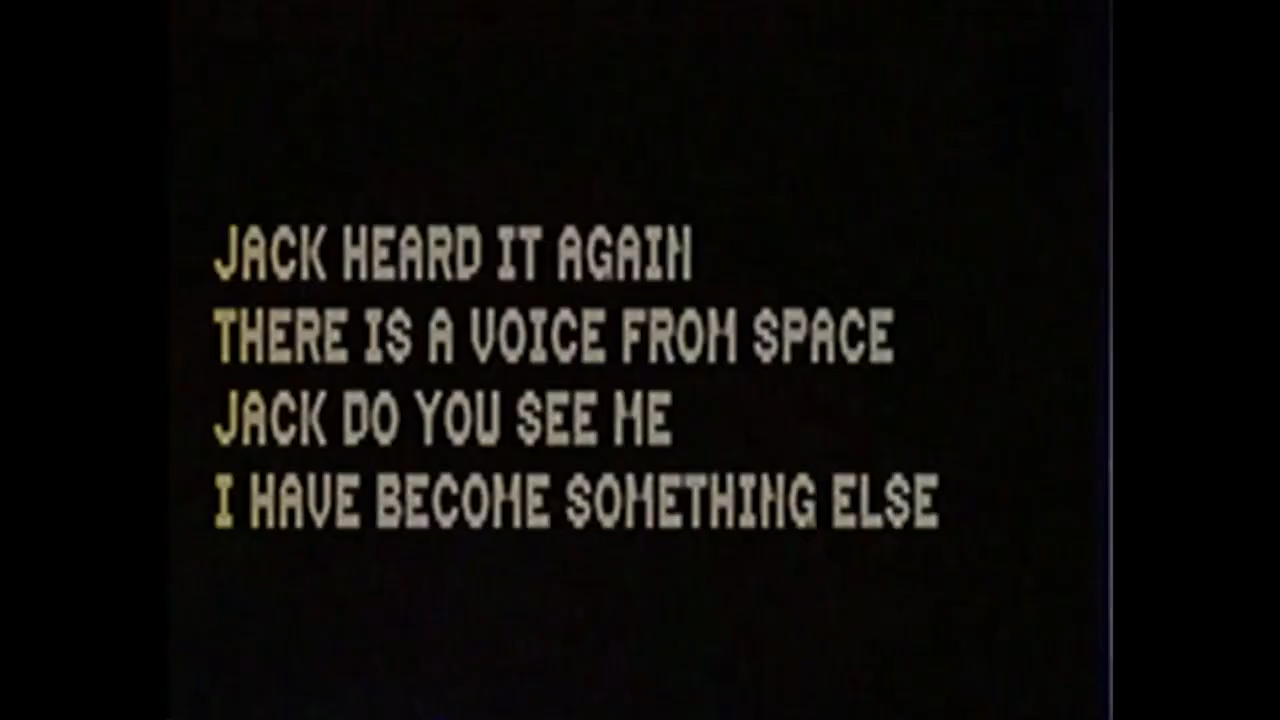 JACK HEARD IT AGAIN
THERE IS A VOICE FROM SPACE
JACK DO YOU SEE ME
I HAVE BECOME SOMETHING ELSE